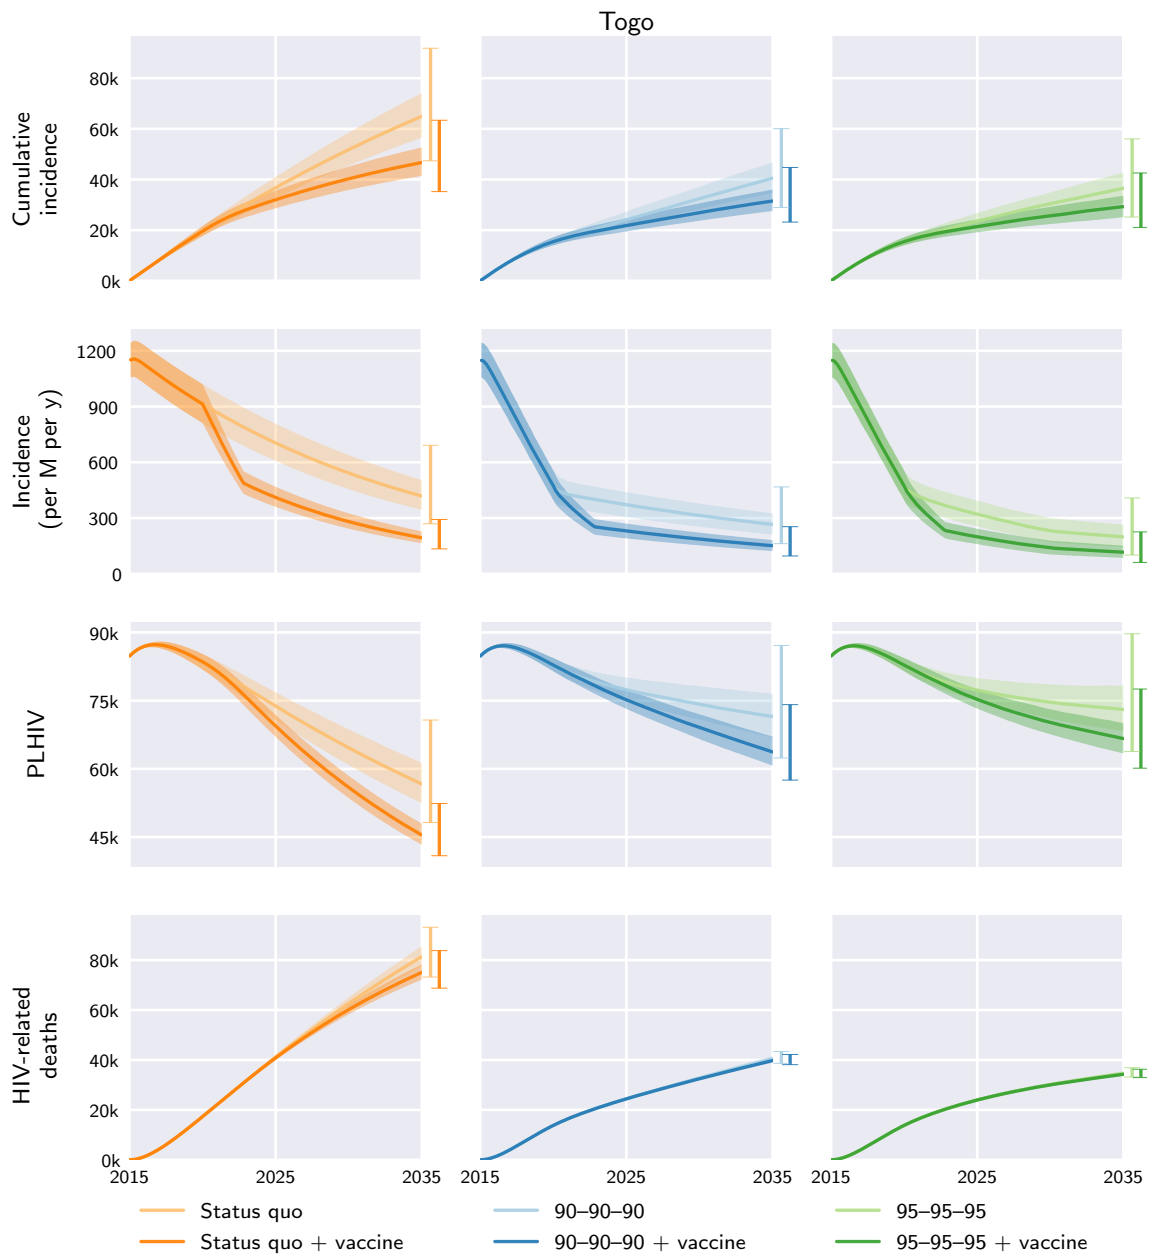 Togo
Cumulative
incidence
80k
60k
40k
20k
0k
Incidence
(per M per y)
1200
900
600
300
0
PLHIV
90k
75k
60k
45k
HIV-related
deaths
80k
60k
40k
20k
0k
2015 2025 2035 2015 2025 2035 2015 2025 2035
Status quo 90–90–90 95–95–95
Status quo + vaccine 90–90–90 + vaccine 95–95–95 + vaccine